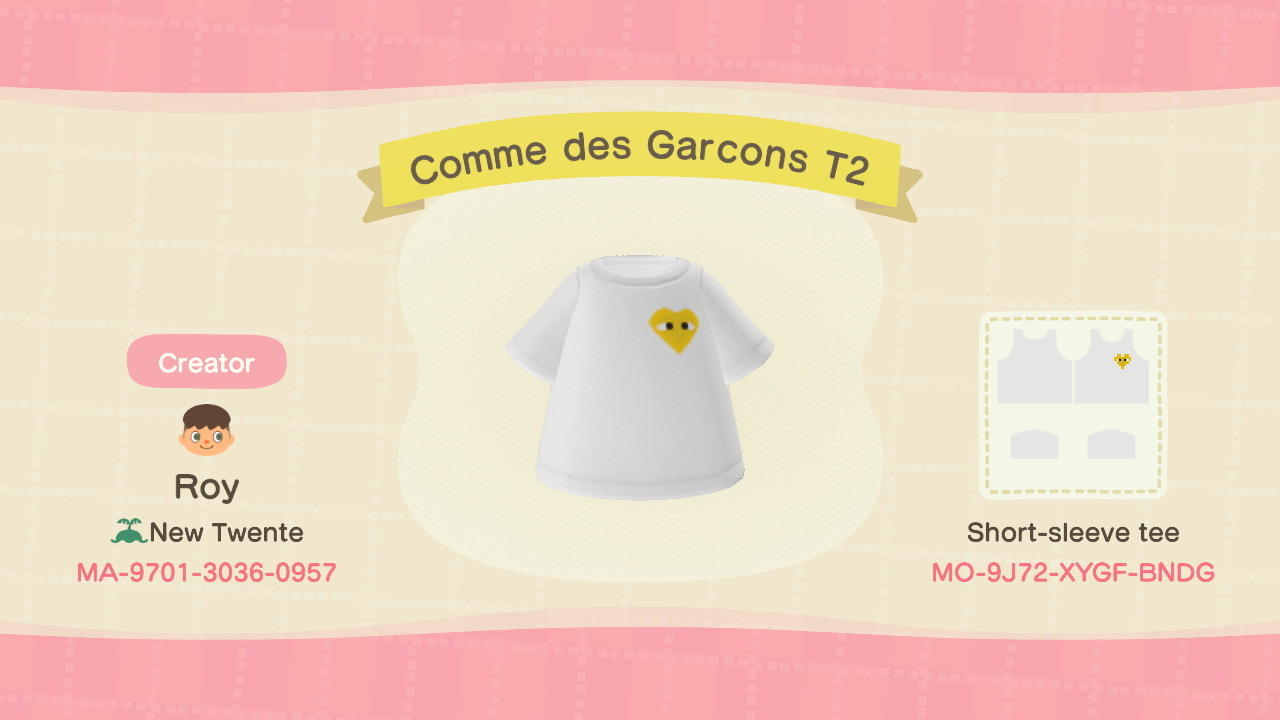 Comme des Garcons T2
Creator
Roy
New Twente
MA-9701-3036-0957
Short-sleeve tee
MO-9J72-XYGF-BNDG